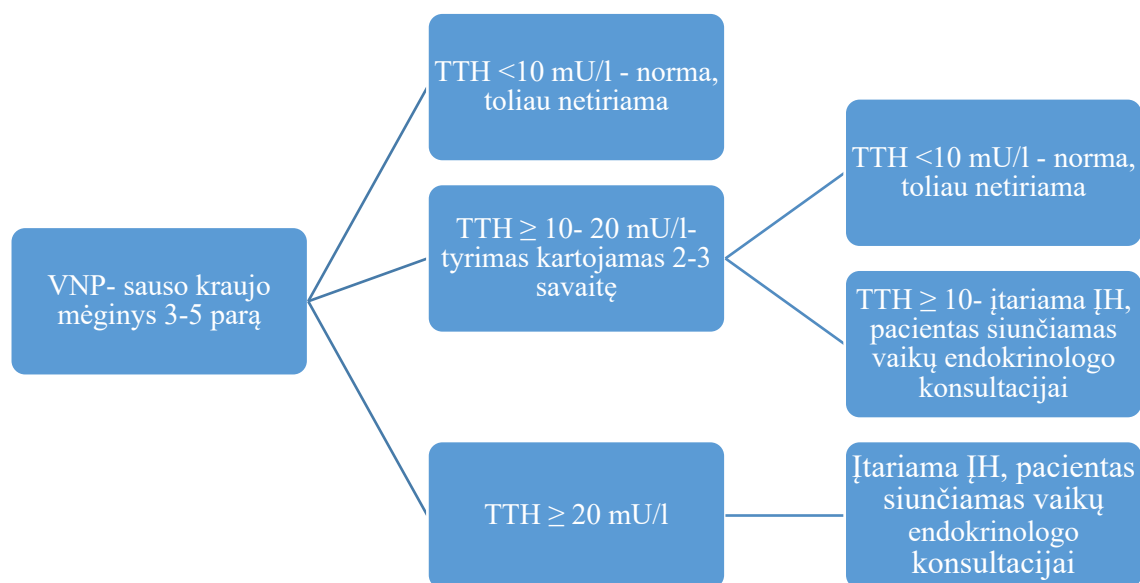 VNP- sauso kraujo
mėginys 3-5 parą
TTH <10 mU/l - norma,
toliau netiriama
TTH ≥ 10- 20 mU/l-
tyrimas kartojamas 2-3
savaitę
TTH ≥ 20 mU/l
TTH <10 mU/l - norma,
toliau netiriama
TTH ≥ 10- įtariama ĮH,
pacientas siunčiamas
vaikų endokrinologo
konsultacijai
Įtariama ĮH, pacientas
siunčiamas vaikų
endokrinologo
konsultacijai